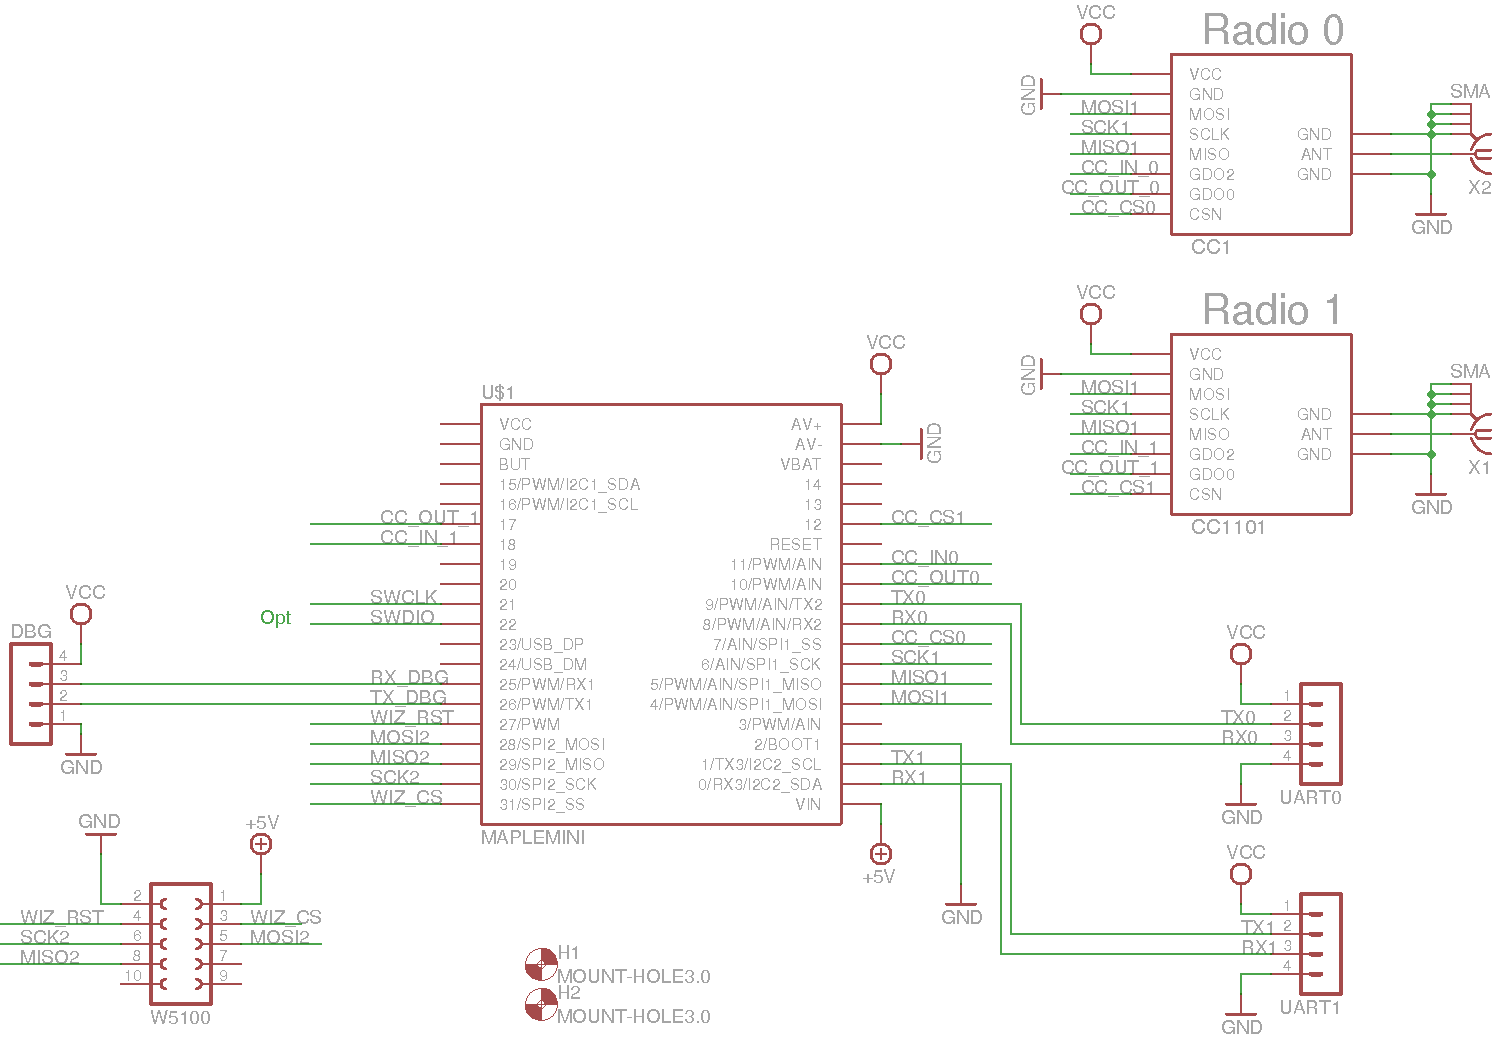 VCC
Radio 0
GND
VCC
GND
MOSI1
MOSI
SCK1
SCLK
MISO1
MISO
CC_IN_0
GDO2
CC_OUT_0
GDO0
CC_CS0
CSN
GND
ANT
GND
SMA
X2
GND
CC1
VCC
Radio 1
GND
VCC
GND
MOSI1
MOSI
SCK1
SCLK
MISO1
MISO
CC_IN_1
GDO2
CC_OUT_1
GDO0
CC_CS1
CSN
GND
ANT
GND
SMA
X1
GND
CC1101
U$1
VCC
GND
BUT
15/PWM/I2C1_SDA
16/PWM/I2C1_SCL
CC_OUT_1
17
CC_IN_1
18
19
20
SWCLK
21
Opt
SWDIO
22
23/USB_DP
24/USB_DM
RX_DBG
25/PWM/RX1
TX_DBG
26/PWM/TX1
WIZ_RST
27/PWM
MOSI2
28/SPI2_MOSI
MISO2
29/SPI2_MISO
SCK2
30/SPI2_SCK
WIZ_CS
31/SPI2_SS
MAPLEMINI
VCC
AV+
AV-
GND
VBAT
14
13
12
CC_CS1
RESET
11/PWM/AIN
CC_IN0
10/PWM/AIN
CC_OUT0
9/PWM/AIN/TX2
TX0
8/PWM/AIN/RX2
RX0
7/AIN/SPI1_SS
CC_CS0
6/AIN/SPI1_SCK
SCK1
5/PWM/AIN/SPI1_MISO
MISO1
4/PWM/AIN/SPI1_MOSI
MOSI1
3/PWM/AIN
2/BOOT1
1/TX3/I2C2_SCL
TX1
0/RX3/I2C2_SDA
RX1
VIN
+5V
GND
VCC
DBG
4
3
2
1
GND
GND
+5V
2
1
WIZ_RST
4
3
WIZ_CS
SCK2
6
5
MOSI2
MISO2
8
7
10
9
W5100
H1
MOUNT-HOLE3.0
H2
MOUNT-HOLE3.0
VCC
1
TX0
2
RX0
3
4
GND
UART0
VCC
1
TX1
2
RX1
3
4
GND
UART1